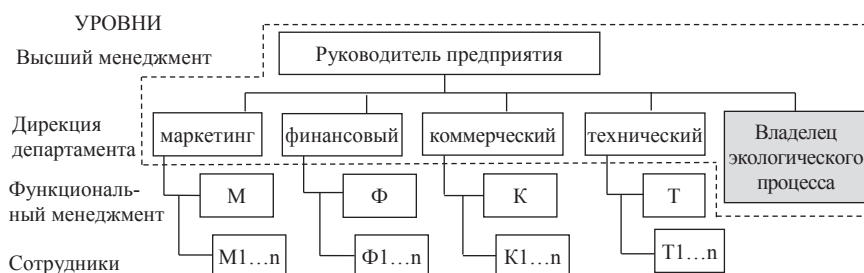 УРОВНИ
Высший менеджмент
Руководитель предприятия
Дирекция
департамента
маркетинг
финансовый
коммерческий
технический
Владелец
экологического
процесса
Функциональ-
ный менеджмент
М
Ф
К
Т
Сотрудники
М1…n
Ф1…n
К1…n
Т1…n